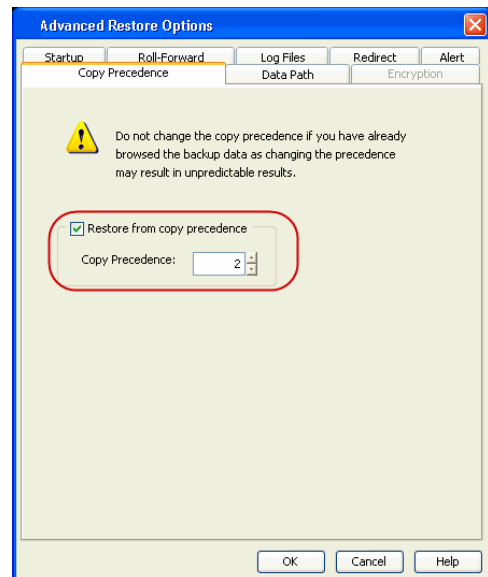 Advanced Restore Options
Startup Roll-Forward Log Files Redirect Alert
Copy Precedence Data Path Encryption
Do not change the copy precedence if you have already
browsed the backup data as changing the precedence
may result in unpredictable results.
Restore from copy precedence
Copy Precedence: 2
OK Cancel Help